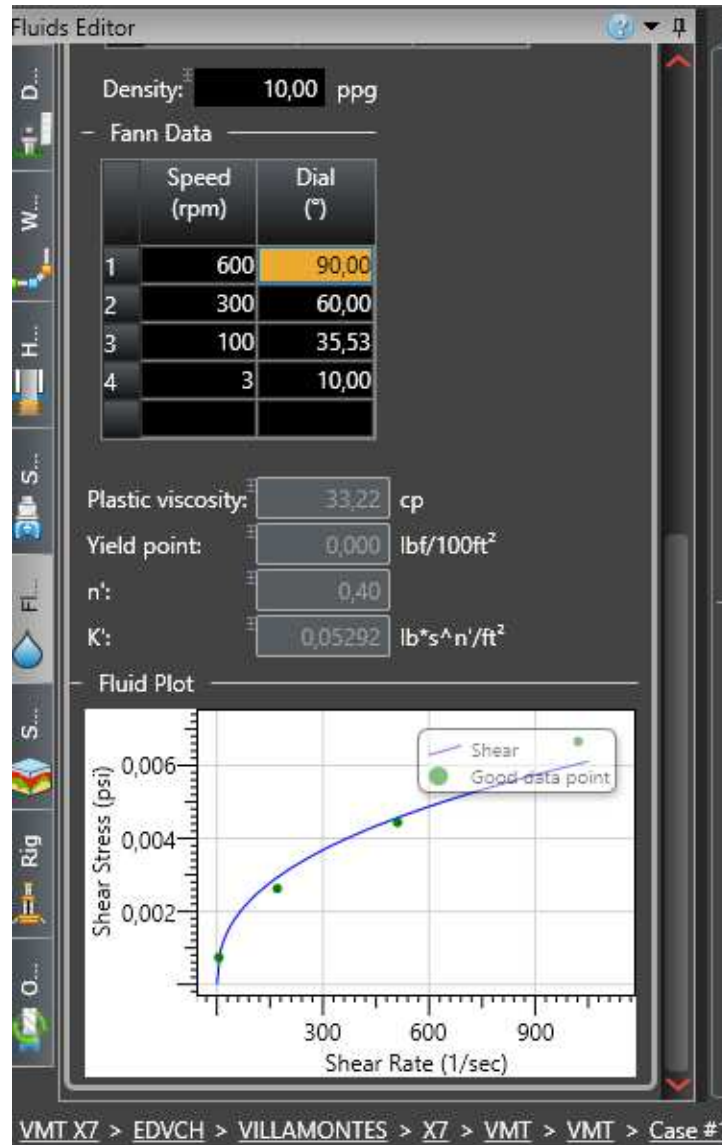 Fluids Editor
Density: 10,00 ppg
Fann Data
Speed (rpm) Dial (°)
1 600 90,00
2 300 60,00
3 100 35,53
4 3 10,00
Plastic viscosity: 33,22 cp
Yield point: 0,000 lbf/100ft²
n': 0,40
K': 0,05292 lb*s^n'/ft²
Fluid Plot
Shear
Good data point
0,006
0,004
0,002
Shear Stress (psi)
300 600 900
Shear Rate (1/sec)
D...
W...
H...
S...
Fl...
S...
Rig
O...
VMT X7 > EDVCH > VILLAMONTES > X7 > VMT > VMT > Case #